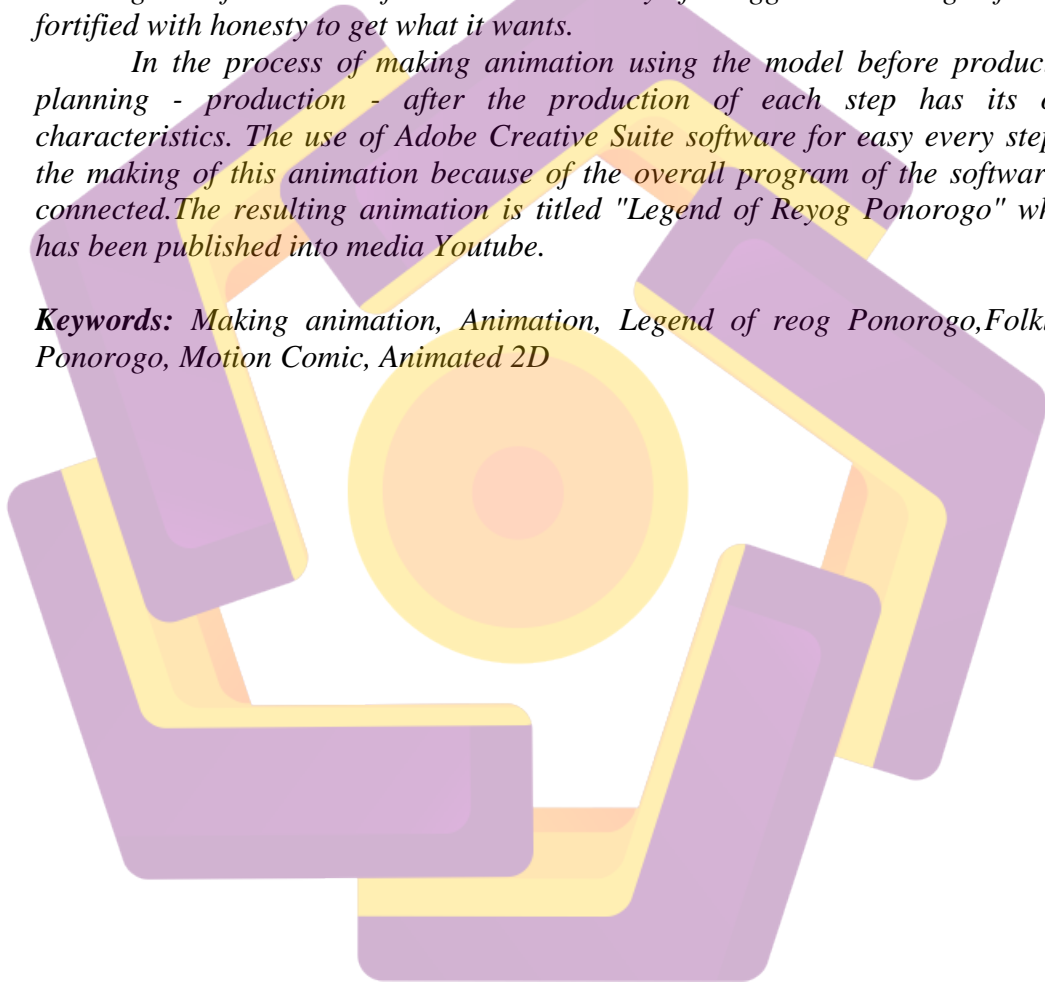 fortified with honesty to get what it wants.
In the process of making animation using the model before produc
planning - production - after the production of each step has its o
characteristics. The use of Adobe Creative Suite software for easy every step
the making of this animation because of the overall program of the softwar
connected.The resulting animation is titled "Legend of Reyog Ponorogo" wh
has been published into media Youtube.
Keywords: Making animation, Animation, Legend of reog Ponorogo,Folk
Ponorogo, Motion Comic, Animated 2D